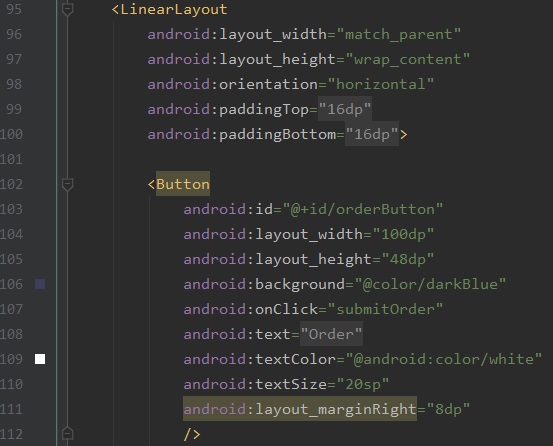 95 <LinearLayout
96 android:layout_width="match_parent"
97 android:layout_height="wrap_content"
98 android:orientation="horizontal"
99 android:paddingTop="16dp"
100 android:paddingBottom="16dp">
101
102 <Button
103 android:id="@+id/orderButton"
104 android:layout_width="100dp"
105 android:layout_height="48dp"
106 android:background="@color/darkBlue"
107 android:onClick="submitOrder"
108 android:text="Order"
109 android:textColor="@android:color/white"
110 android:textSize="20sp"
111 android:layout_marginRight="8dp"
112 />